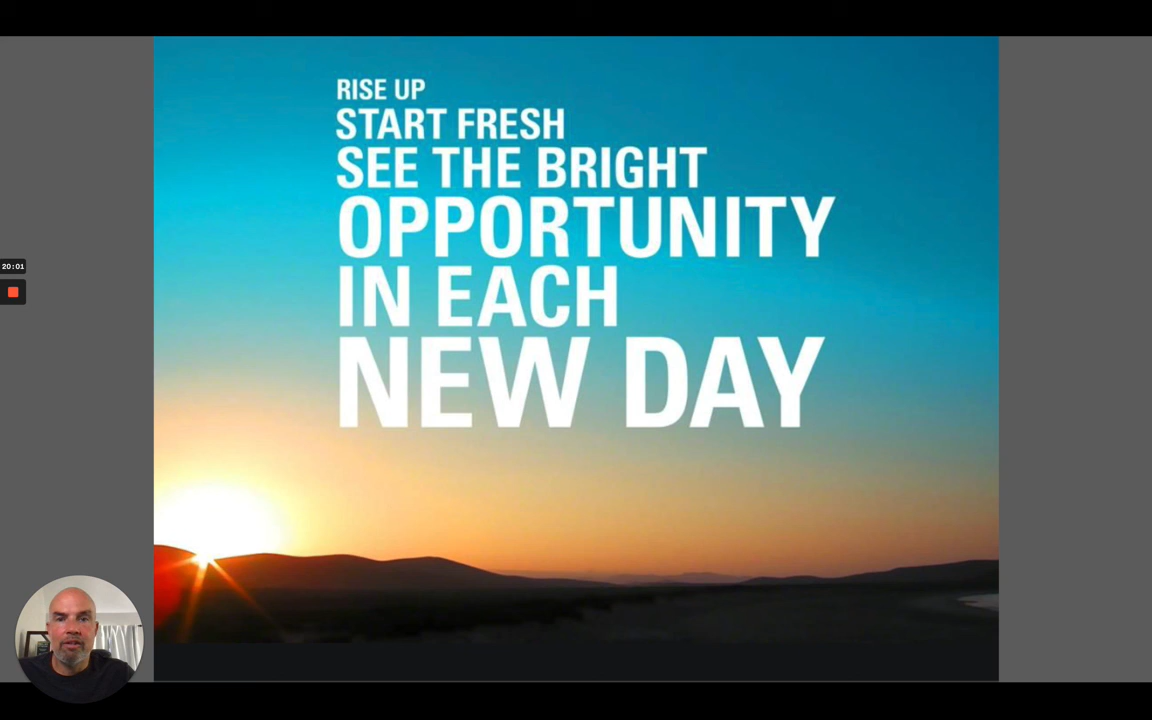 RISE UP
START FRESH
SEE THE BRIGHT
OPPORTUNITY
IN EACH
NEW DAY
20:01